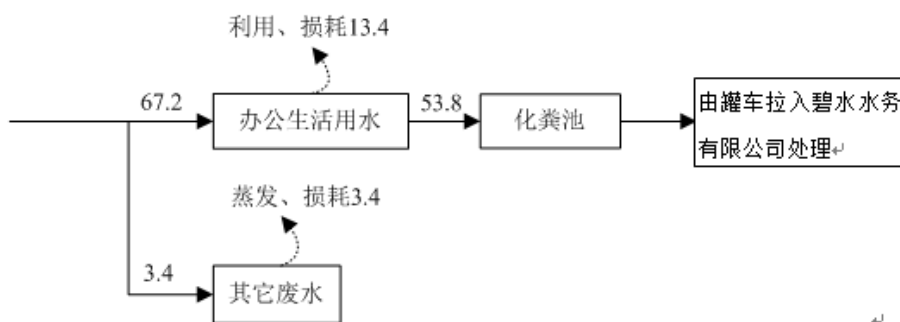 利用、损耗13.4
67.2
办公生活用水
53.8
化粪池
由罐车拉入碧水水务
有限公司处理
蒸发、损耗3.4
3.4
其它废水